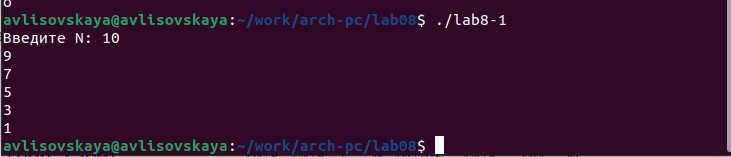 avlisovskaya@avlisovskaya:~/work/arch-pc/lab08$ ./lab8-1
Введите N: 10
9
7
5
3
1
avlisovskaya@avlisovskaya:~/work/arch-pc/lab08$